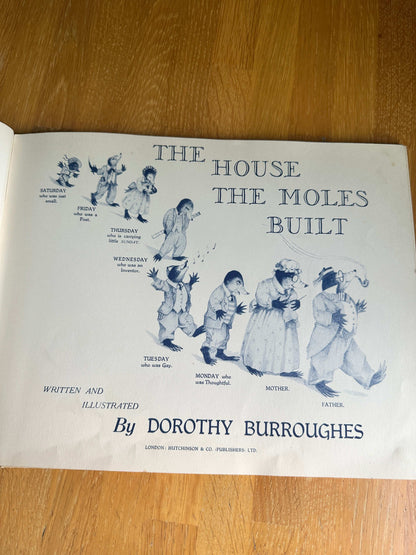 THE HOUSE
THE MOLES
BUILT
SATURDAY
who was just
small.
FRIDAY
who was a
Poet.
THURSDAY
who is carrying
little SUNDAY.
WEDNESDAY
who was an
Inventor.
TUESDAY
who was Gay.
MONDAY who
was Thoughtful.
MOTHER.
FATHER.
WRITTEN AND
ILLUSTRATED
By DOROTHY BURROUGHES
LONDON: HUTCHINSON & CO. (PUBLISHERS) LTD.